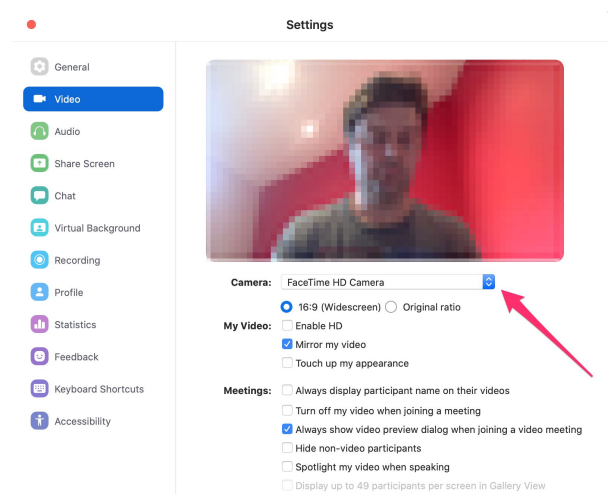 Settings
General
Video
Audio
Share Screen
Chat
Virtual Background
Recording
Profile
Statistics
Feedback
Keyboard Shortcuts
Accessibility
Camera: FaceTime HD Camera
16:9 (Widescreen) Original ratio
My Video: Enable HD
Mirror my video
Touch up my appearance
Meetings: Always display participant name on their videos
Turn off my video when joining a meeting
Always show video preview dialog when joining a video meeting
Hide non-video participants
Spotlight my video when speaking
Display up to 49 participants per screen in Gallery View